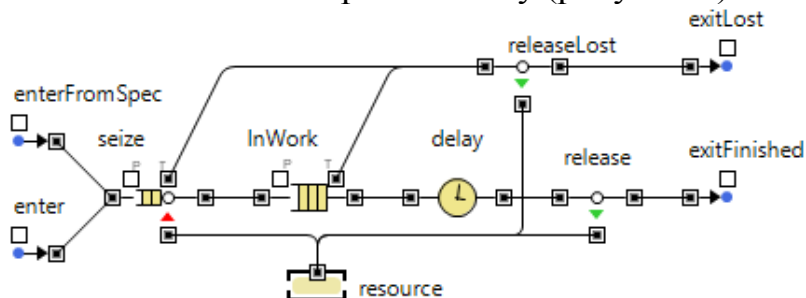 exitLost
releaseLost
enterFromSpec
seize
InWork
delay
release
exitFinished
P
T
P
T
enter
resource